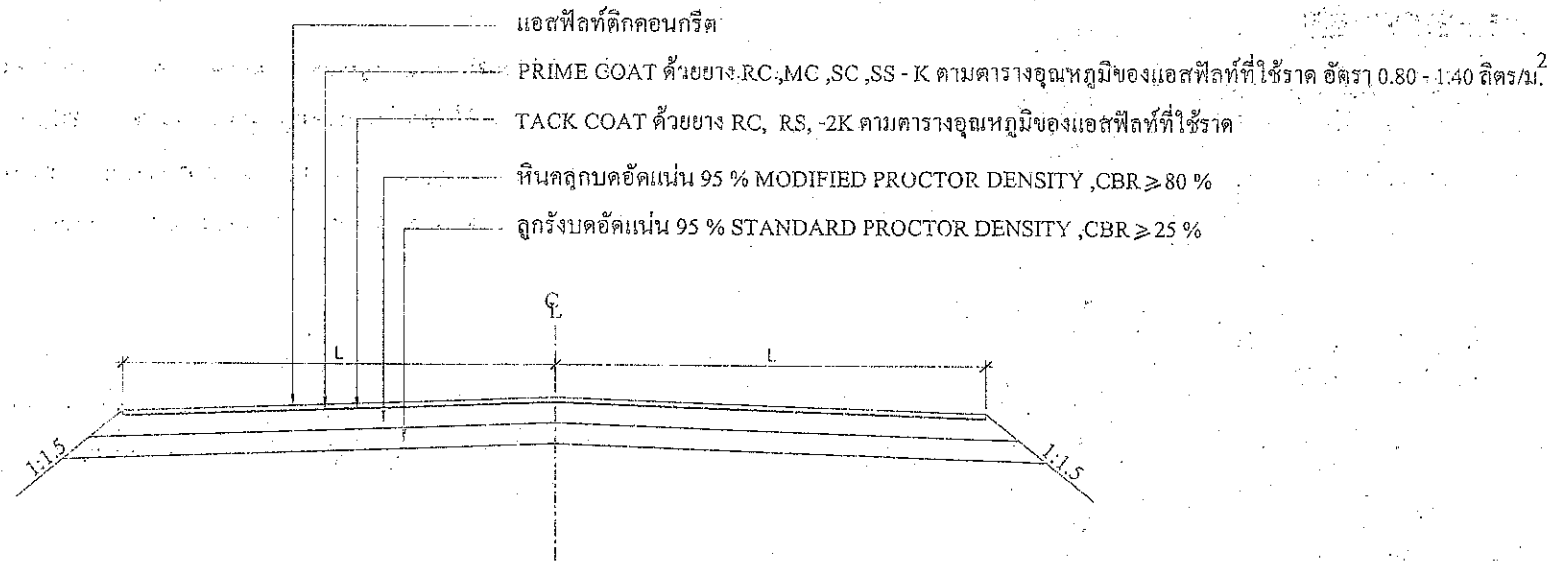 แอสฟัลท์ติกคอนกรีต
PRIME COAT ด้วยยาง RC,MC ,SC ,SS - K ตามตารางอุณหภูมิของแอสฟัลท์ที่ใช้ราด อัตรา 0.80 - 1.40 ลิตร/ม.²
TACK COAT ด้วยยาง RC, RS, -2K ตามตารางอุณหภูมิของแอสฟัลท์ที่ใช้ราด
หินคลุกบดอัดแน่น 95 % MODIFIED PROCTOR DENSITY ,CBR ⩾ 80 %
ลูกรังบดอัดแน่น 95 % STANDARD PROCTOR DENSITY ,CBR ⩾ 25 %
℄
L L
1:1.5 1:1.5